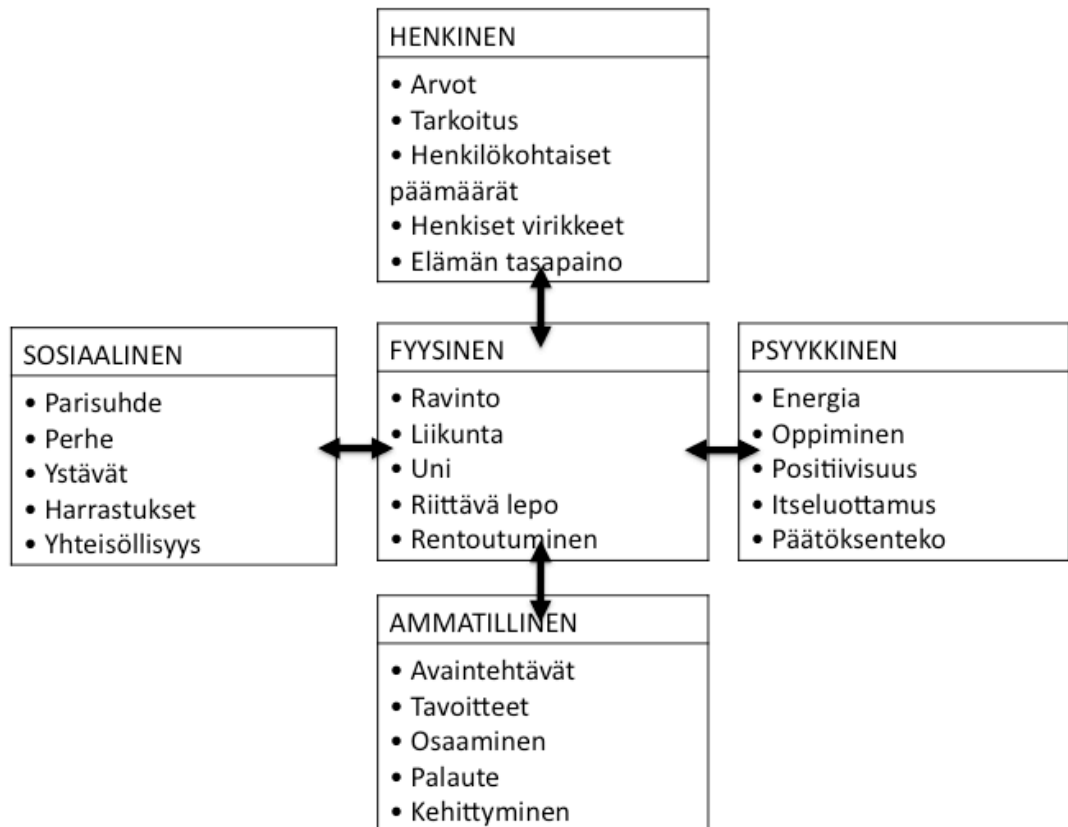 HENKINEN
• Arvot
• Tarkoitus
• Henkilökohtaiset
päämäärät
• Henkiset virikkeet
• Elämän tasapaino
SOSIAALINEN
• Parisuhde
• Perhe
• Ystävät
• Harrastukset
• Yhteisöllisyys
FYYSINEN
• Ravinto
• Liikunta
• Uni
• Riittävä lepo
• Rentoutuminen
PSYYKKINEN
• Energia
• Oppiminen
• Positiivisuus
• Itseluottamus
• Päätöksenteko
AMMATILLINEN
• Avaintehtävät
• Tavoitteet
• Osaaminen
• Palaute
• Kehittyminen